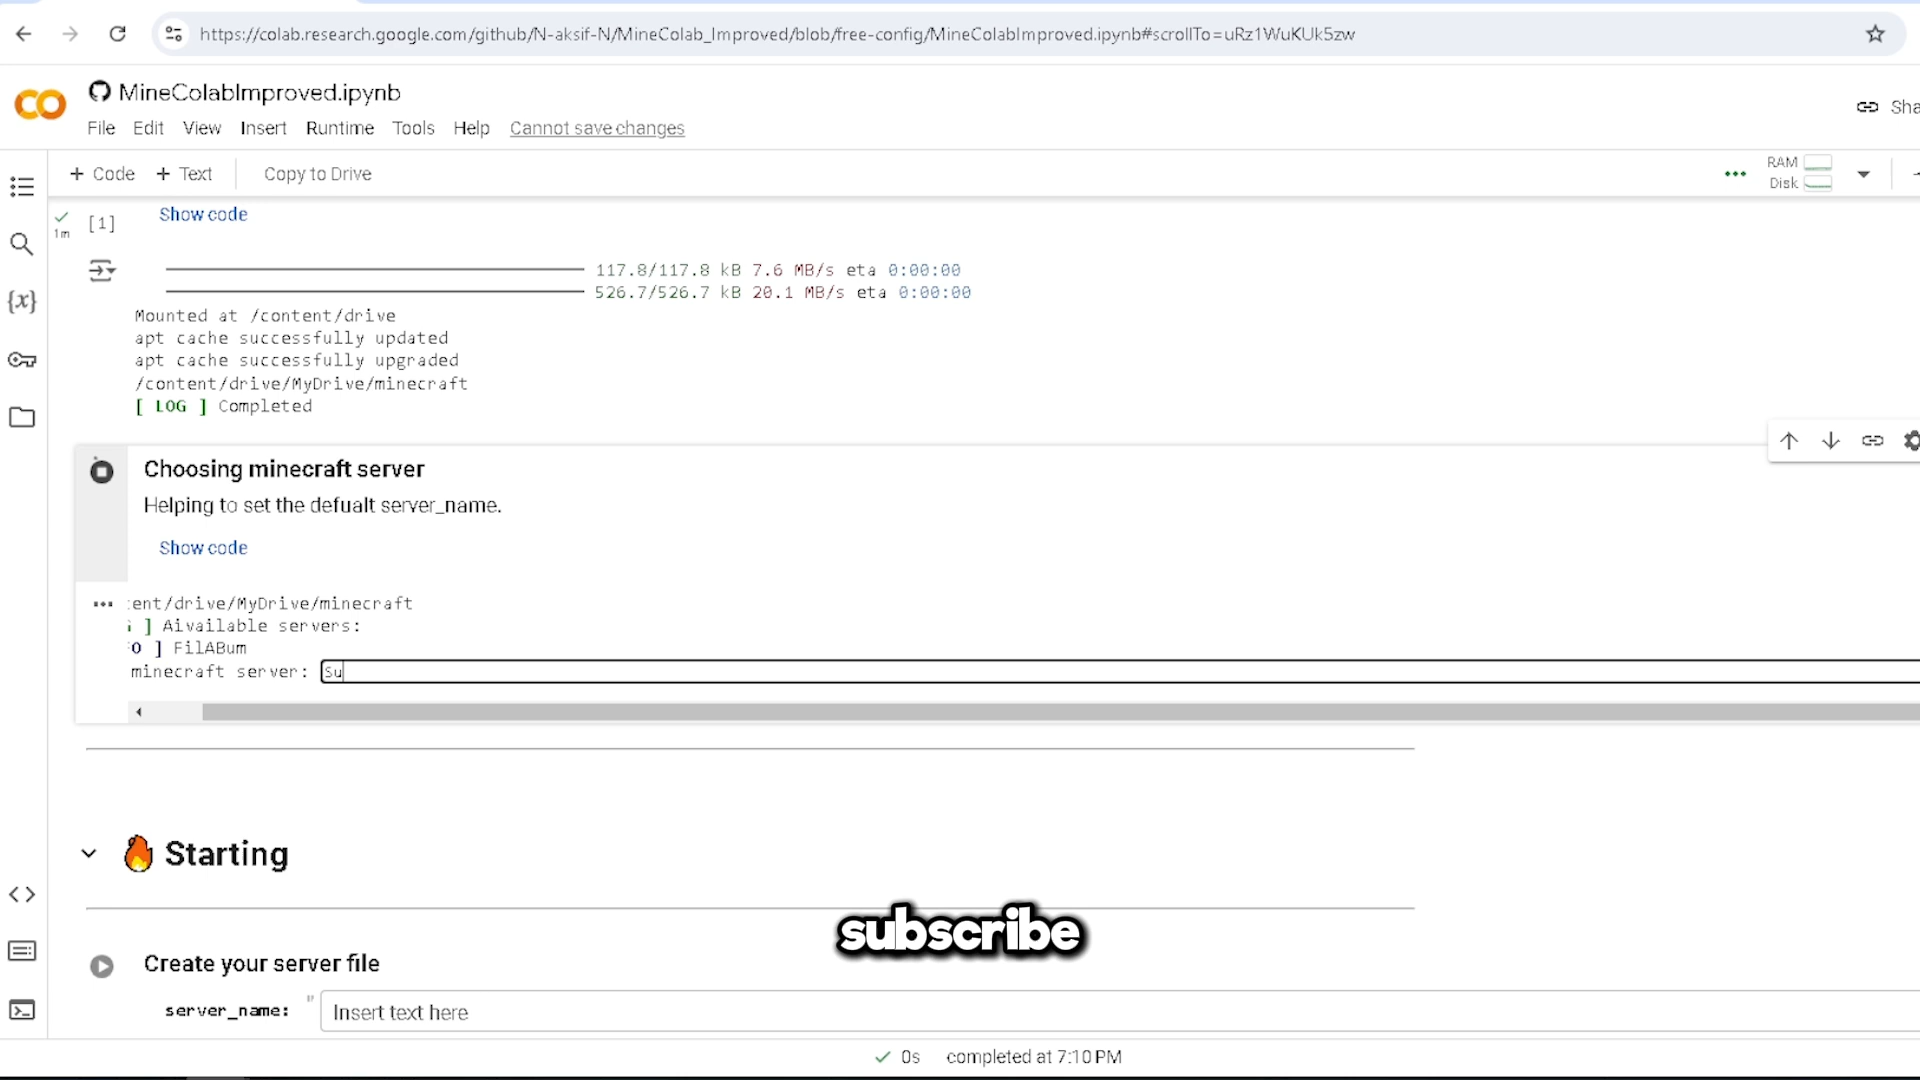 https://colab.research.google.com/github/N-aksif-N/MineColab_Improved/blob/free-config/MineColabImproved.ipynb#scrollTo=uRz1WuKUk5zw
MineColabImproved.ipynb
Sha
File Edit View Insert Runtime Tools Help Cannot save changes
+ Code + Text Copy to Drive
RAM
Disk
[1] Show code
1m
117.8/117.8 kB 7.6 MB/s eta 0:00:00
526.7/526.7 kB 20.1 MB/s eta 0:00:00
Mounted at /content/drive
apt cache successfully updated
apt cache successfully upgraded
/content/drive/MyDrive/minecraft
[ LOG ] Completed
Choosing minecraft server
Helping to set the defualt server_name.
Show code
:ent/drive/MyDrive/minecraft
] Aivailable servers:
O ] FilABum
minecraft server: Su
Starting
subscribe
Create your server file
server_name: " Insert text here
0s completed at 7:10 PM